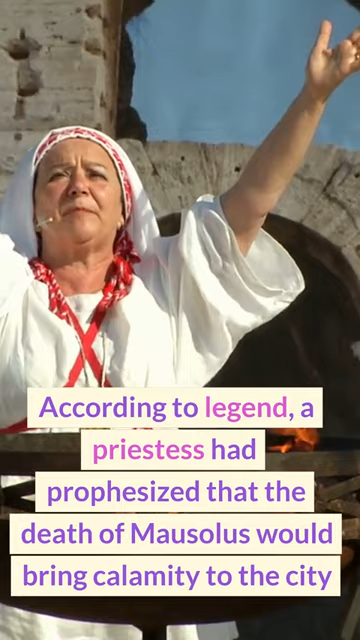 According to legend, a
priestess had
prophesized that the
death of Mausolus would
bring calamity to the city